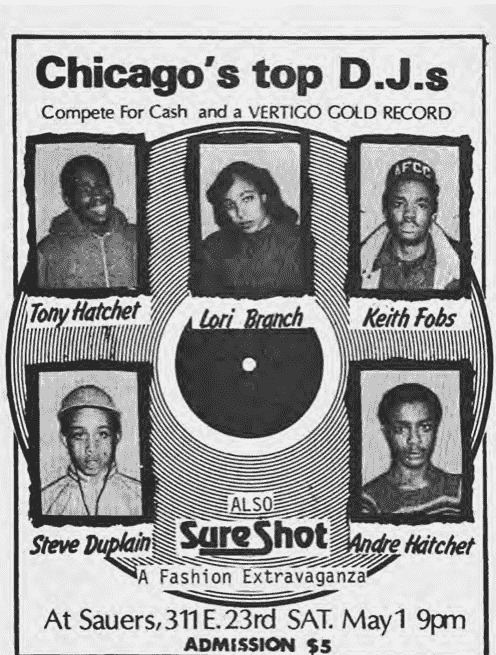 Chicago's top D.J.s
Compete For Cash and a VERTIGO GOLD RECORD
AFCC
Tony Hatchet
Lori Branch
Keith Fobs
ALSO
SureShot
Steve Duplain
Andre Hatchet
A Fashion Extravaganza
At Sauers, 311 E. 23rd SAT. May 1 9pm
ADMISSION $5